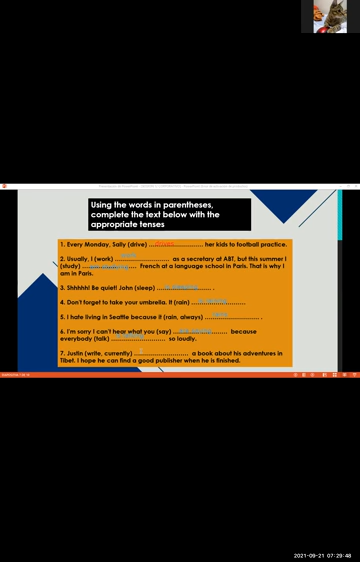 Using the words in parentheses,
complete the text below with the
appropriate tenses
1. Every Monday, Sally (drive) .......................... her kids to football practice.
2. Usually, I (work) .......................... as a secretary at ABT, but this summer I
(study) .......................... French at a language school in Paris. That is why I
am in Paris.
3. Shhhhh! Be quiet! John (sleep) .......................... .
4. Don't forget to take your umbrella. It (rain) ..........................
5. I hate living in Seattle because it (rain, always) .......................... .
6. I'm sorry I can't hear what you (say) .......................... because
everybody (talk) .......................... so loudly.
7. Justin (write, currently) .......................... a book about his adventures in
Tibet. I hope he can find a good publisher when he is finished.
2021-09-21 07:29:48